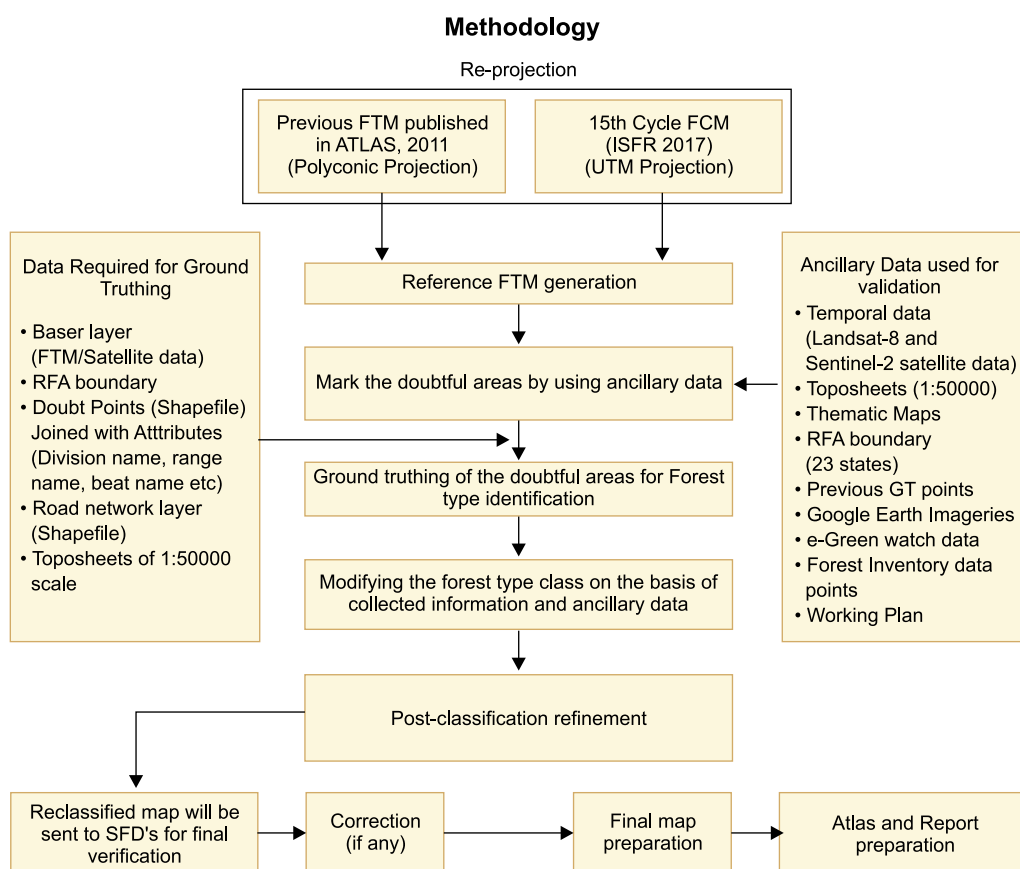 Methodology
Re-projection
Previous FTM published
in ATLAS, 2011
(Polyconic Projection)
15th Cycle FCM
(ISFR 2017)
(UTM Projection)
Data Required for Ground
Truthing
• Baser layer
(FTM/Satellite data)
• RFA boundary
• Doubt Points (Shapefile)
Joined with Atttributes
(Division name, range
name, beat name etc)
• Road network layer
(Shapefile)
• Toposheets of 1:50000
scale
Reference FTM generation
Mark the doubtful areas by using ancillary data
Ground truthing of the doubtful areas for Forest
type identification
Modifying the forest type class on the basis of
collected information and ancillary data
Post-classification refinement
Ancillary Data used for
validation
• Temporal data
(Landsat-8 and
Sentinel-2 satellite data)
• Toposheets (1:50000)
• Thematic Maps
• RFA boundary
(23 states)
• Previous GT points
• Google Earth Imageries
• e-Green watch data
• Forest Inventory data
points
• Working Plan
Reclassified map will be
sent to SFD's for final
verification
Correction
(if any)
Final map
preparation
Atlas and Report
preparation